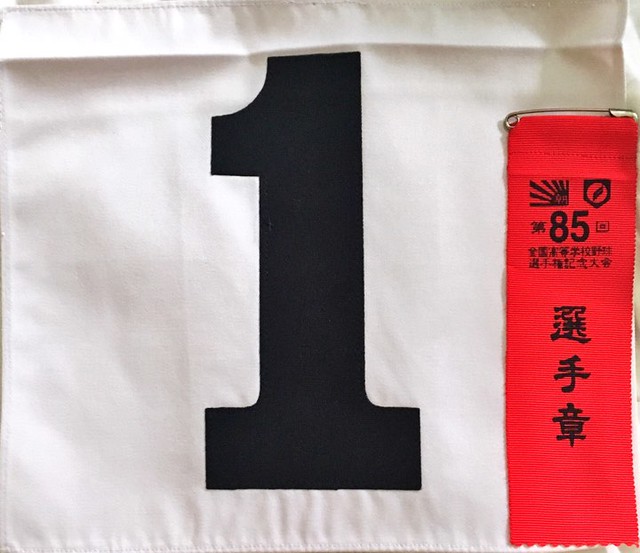 1
朝
第85回
全国高等学校野球
選手権記念大会
選手章